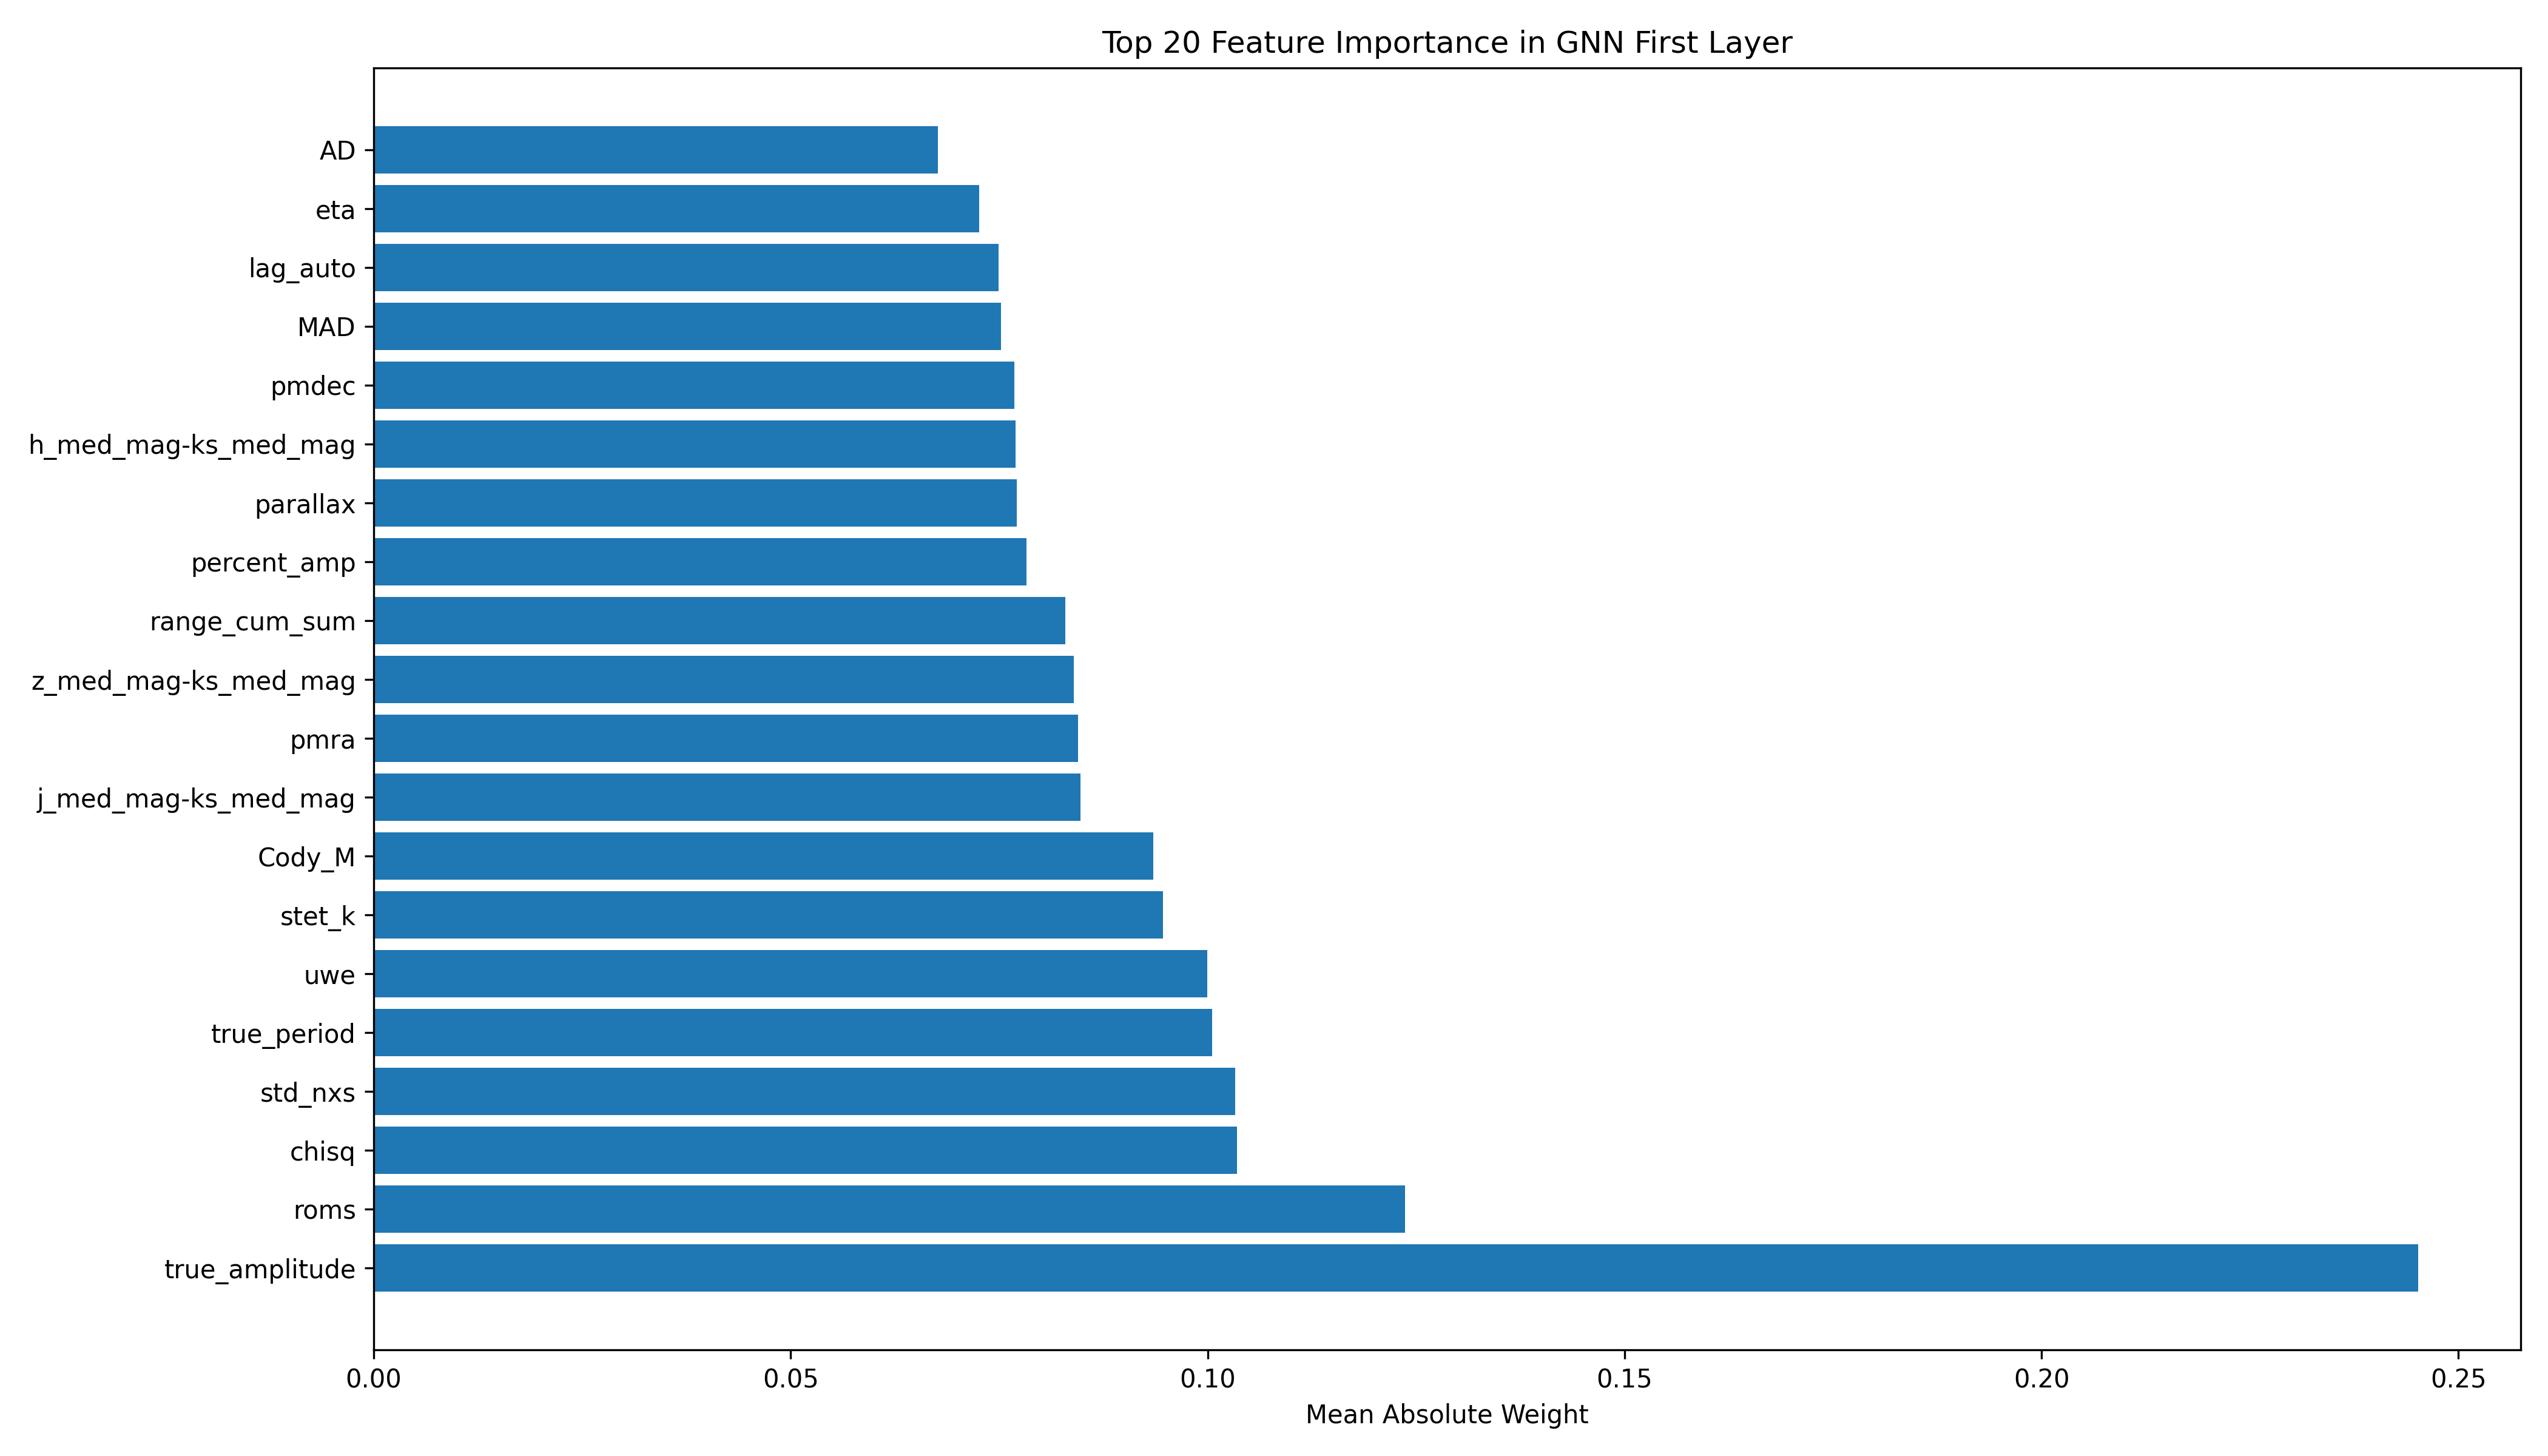 Top 20 Feature Importance in GNN First Layer
AD
eta
lag_auto
MAD
pmdec
h_med_mag-ks_med_mag
parallax
percent_amp
range_cum_sum
z_med_mag-ks_med_mag
pmra
j_med_mag-ks_med_mag
Cody_M
stet_k
uwe
true_period
std_nxs
chisq
roms
true_amplitude
0.00 0.05 0.10 0.15 0.20 0.25
Mean Absolute Weight